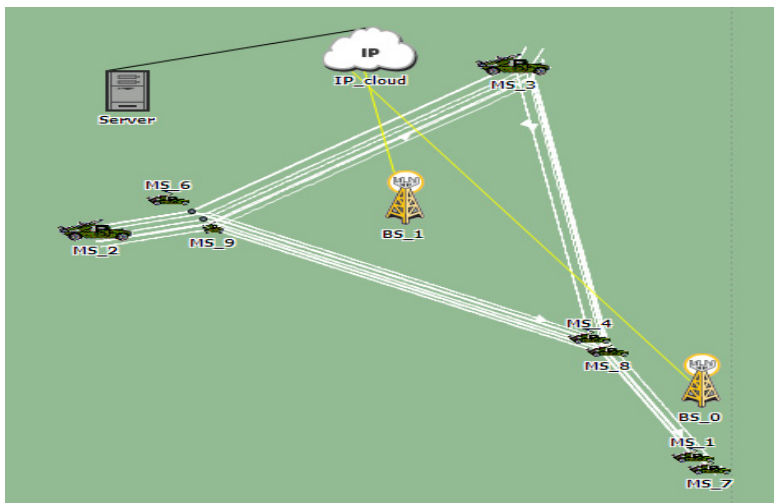 IP
IP_cloud
MS_3
Server
MS_6
BS_1
MS_2
MS_9
MS_4
MS_8
BS_0
MS_1
MS_7